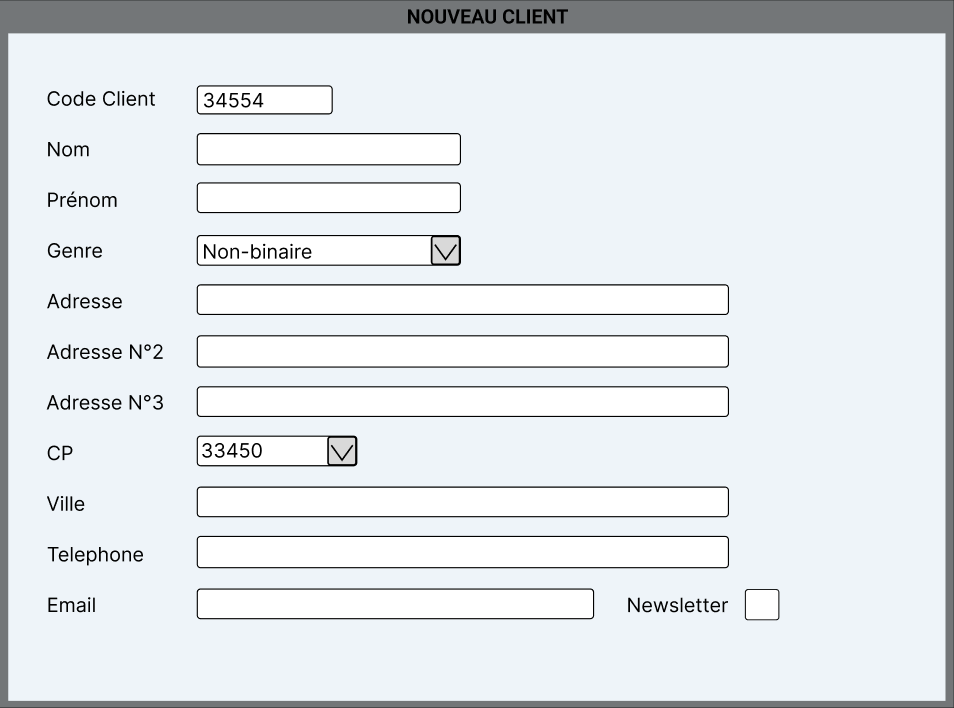 NOUVEAU CLIENT
Code Client 34554
Nom
Prénom
Genre Non-binaire
Adresse
Adresse N°2
Adresse N°3
CP 33450
Ville
Telephone
Email Newsletter